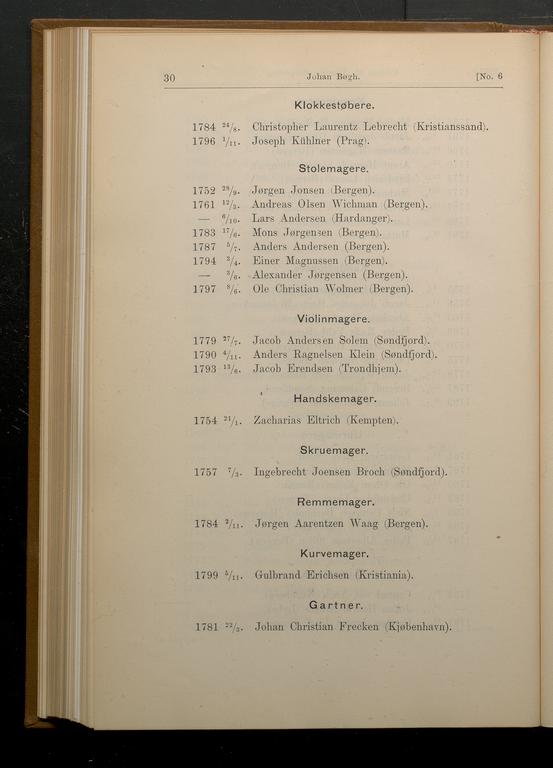 30 Johan Bøgh. [No. 6
Klokkestøbere.
1784 24/8. Christopher Laurentz Lebrecht (Kristianssand).
1796 1/11. Joseph Kühlner (Prag).
Stolemagere.
1752 28/9. Jørgen Jonsen (Bergen).
1761 12/3. Andreas Olsen Wichman (Bergen).
— 6/10. Lars Andersen (Hardanger).
1783 17/6. Mons Jørgensen (Bergen).
1787 5/7. Anders Andersen (Bergen).
1794 3/4. Einer Magnussen (Bergen).
— 3/6. Alexander Jørgensen (Bergen).
1797 8/6. Ole Christian Wolmer (Bergen).
Violinmagere.
1779 27/7. Jacob Andersen Solem (Søndfjord).
1790 4/11. Anders Ragnelsen Klein (Søndfjord).
1793 13/6. Jacob Erendsen (Trondhjem).
Handskemager.
1754 21/1. Zacharias Eltrich (Kempten).
Skruemager.
1757 7/3. Ingebrecht Joensen Broch (Søndfjord).
Remmemager.
1784 2/11. Jørgen Aarentzen Waag (Bergen).
Kurvemager.
1799 5/11. Gulbrand Erichsen (Kristiania).
Gartner.
1781 22/3. Johan Christian Frecken (Kjøbenhavn).